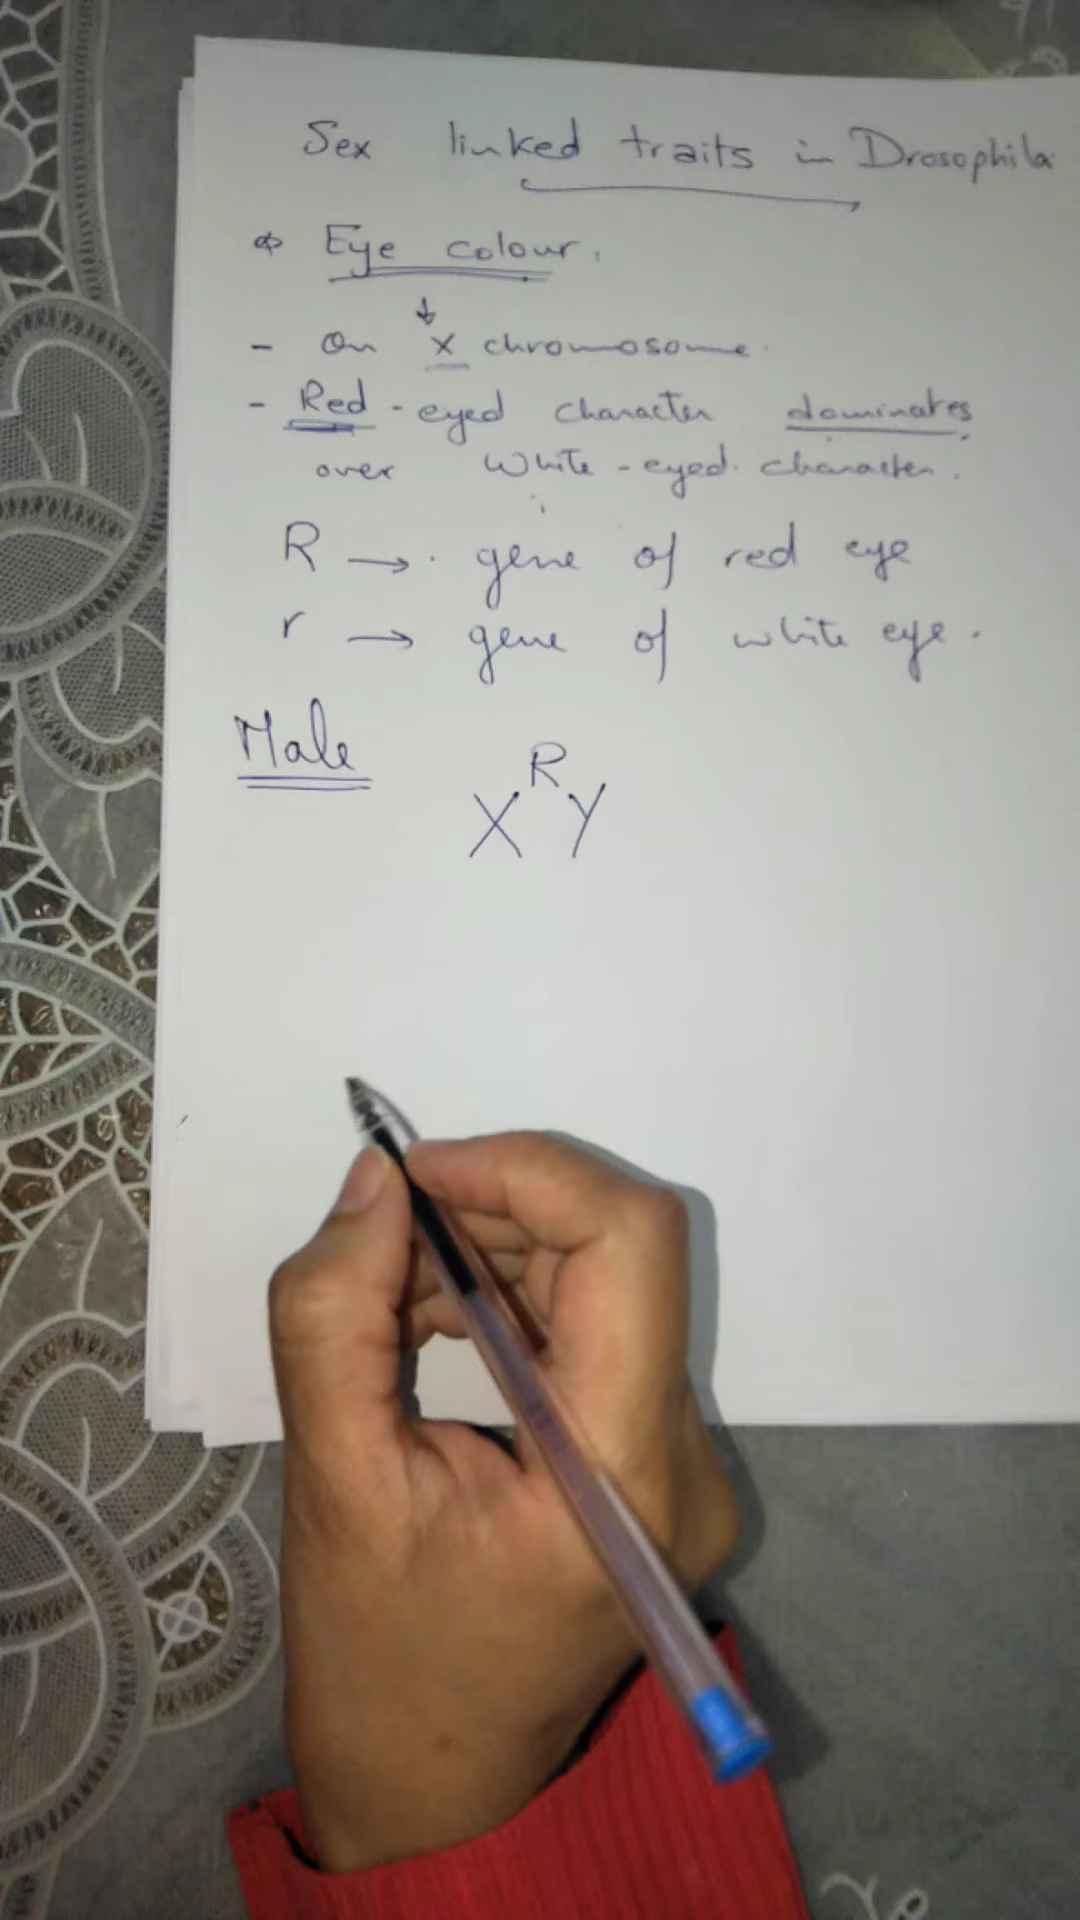 Sex linked traits in Drosophila
Eye colour.
- On X chromosome.
- Red-eyed character dominates
over white-eyed character.
R → gene of red eye
r → gene of white eye.
Male XᴿY